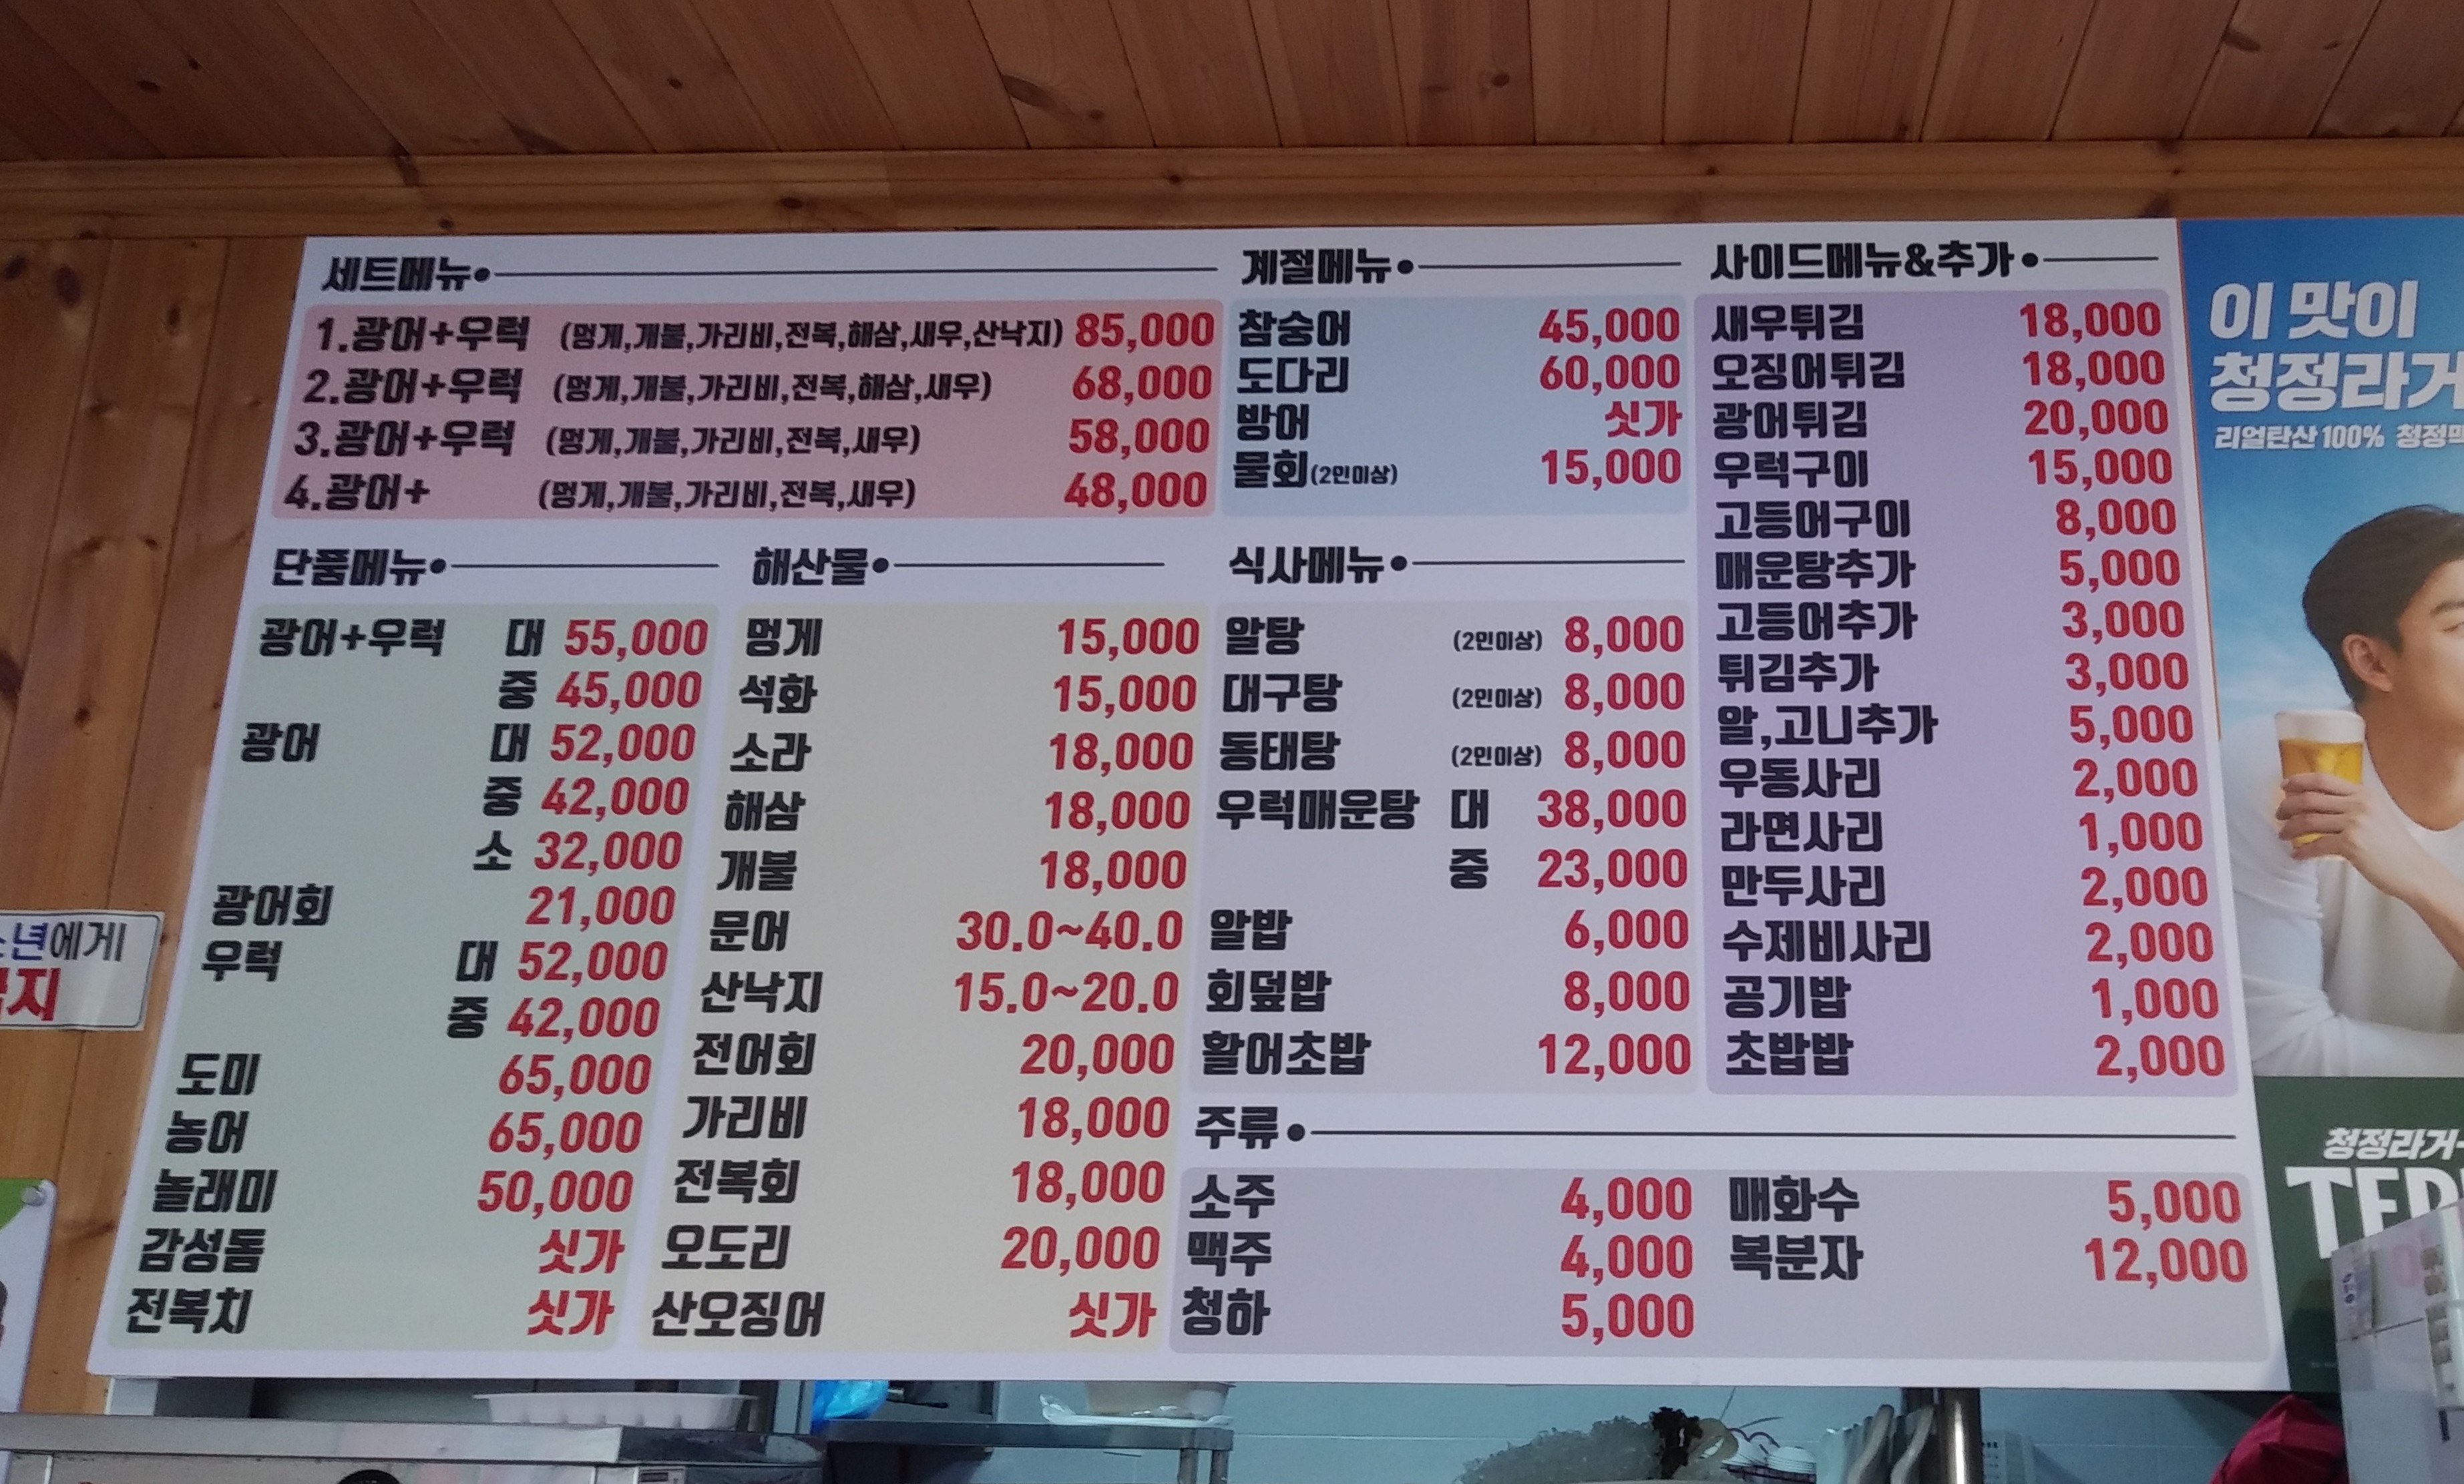 세트메뉴
1.광어+우럭 (멍게,개불,가리비,전복,해삼,새우,산낙지) 85,000
2.광어+우럭 (멍게,개불,가리비,전복,해삼,새우) 68,000
3.광어+우럭 (멍게,개불,가리비,전복,새우) 58,000
4.광어+ (멍게,개불,가리비,전복,새우) 48,000
계절메뉴
참숭어 45,000
도다리 60,000
방어 싯가
물회(2인이상) 15,000
사이드메뉴&추가
새우튀김 18,000
오징어튀김 18,000
광어튀김 20,000
우럭구이 15,000
고등어구이 8,000
매운탕추가 5,000
고등어추가 3,000
튀김추가 3,000
알,고니추가 5,000
우동사리 2,000
라면사리 1,000
만두사리 2,000
수제비사리 2,000
공기밥 1,000
초밥밥 2,000
단품메뉴
광어+우럭 대 55,000
중 45,000
광어 대 52,000
중 42,000
소 32,000
광어회 21,000
우럭 대 52,000
중 42,000
도미 65,000
농어 65,000
놀래미 50,000
감성돔 싯가
전복치 싯가
해산물
멍게 15,000
석화 15,000
소라 18,000
해삼 18,000
개불 18,000
문어 30.0~40.0
산낙지 15.0~20.0
전어회 20,000
가리비 18,000
전복회 18,000
오도리 20,000
산오징어 싯가
식사메뉴
알탕 (2인이상) 8,000
대구탕 (2인이상) 8,000
동태탕 (2인이상) 8,000
우럭매운탕 대 38,000
중 23,000
알밥 6,000
회덮밥 8,000
활어초밥 12,000
주류
소주 4,000
맥주 4,000
청하 5,000
매화수 5,000
복분자 12,000
이 맛이
청정라거
리얼탄산 100% 청정
청정라거
년에게
지